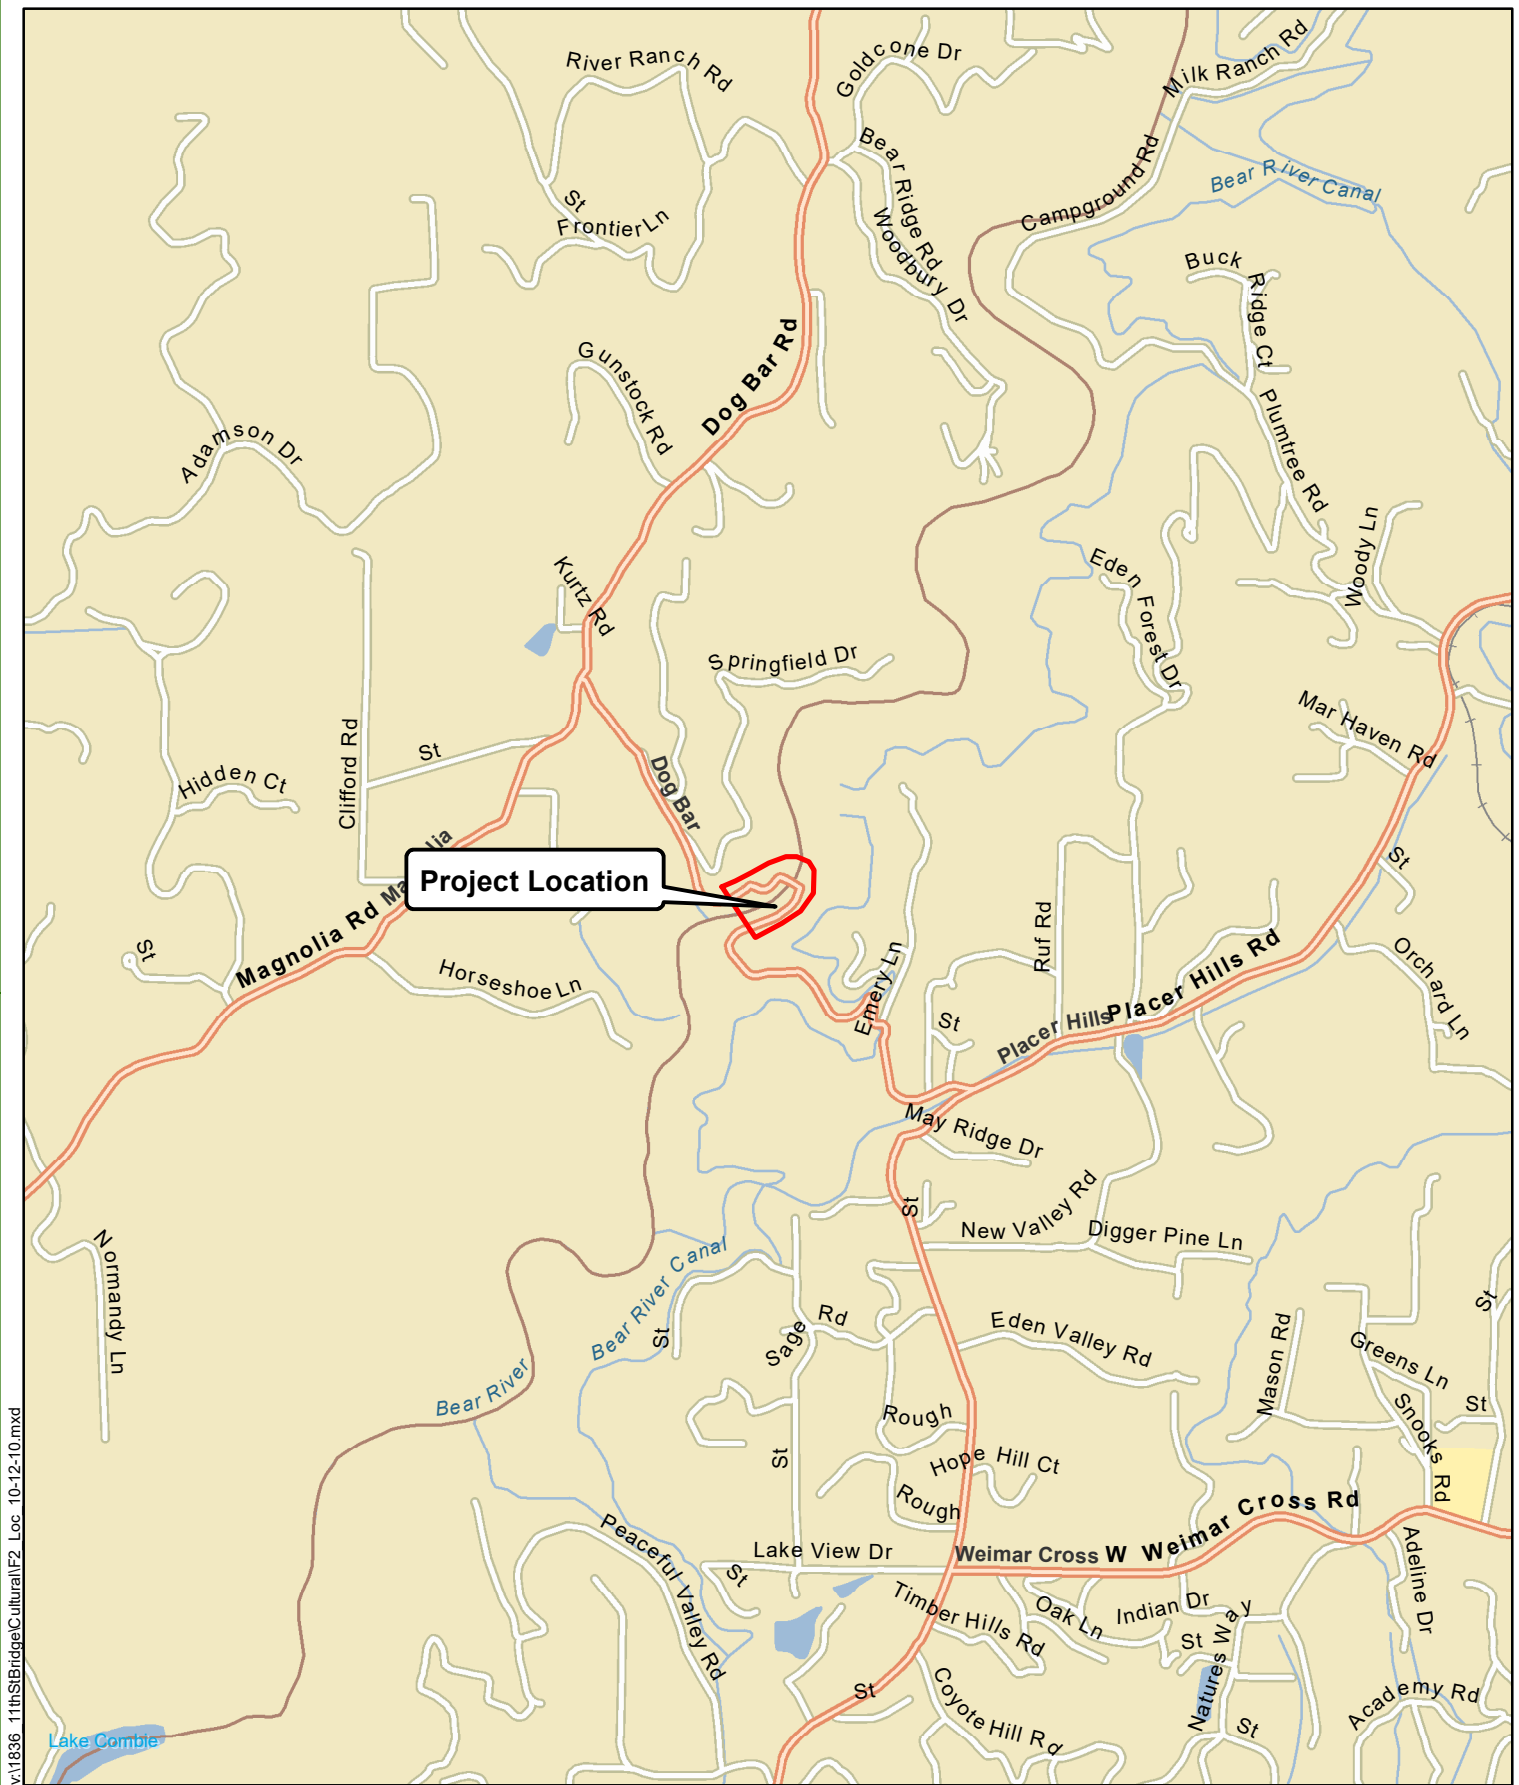 River Ranch Rd
Goldcone Dr
Milk Ranch Rd
Bear Ridge Rd
Campground Rd
Bear River Canal
St
Frontier Ln
Woodbury Dr
Buck Ridge Ct
Dog Bar Rd
Gunstock Rd
Plumtree Rd
Adamson Dr
Woody Ln
Kurtz Rd
Eden Forest Dr
Springfield Dr
Mar Haven Rd
Clifford Rd
St
Hidden Ct
Dog Bar
St
Project Location
Magnolia Rd
St
Horseshoe Ln
Emery Ln
Ruf Rd
Orchard Ln
St
Placer Hills
Placer Hills Rd
May Ridge Dr
St
New Valley Rd
Digger Pine Ln
Normandy Ln
Bear River Canal
St
Sage Rd
Eden Valley Rd
Mason Rd
Greens Ln
St
Bear River
Rough
Snooks Rd
St
St
Hope Hill Ct
Rough
Weimar Cross
W Weimar Cross Rd
Peaceful Valley Rd
Lake View Dr
St
Adeline Dr
Timber Hills Rd
Oak Ln
Indian Dr
St
Natures Way
St
Coyote Hill Rd
St
Academy Rd
Lake Combie
v:\1836_11thStBridge\Cultural\F2_Loc 10-12-10.mxd